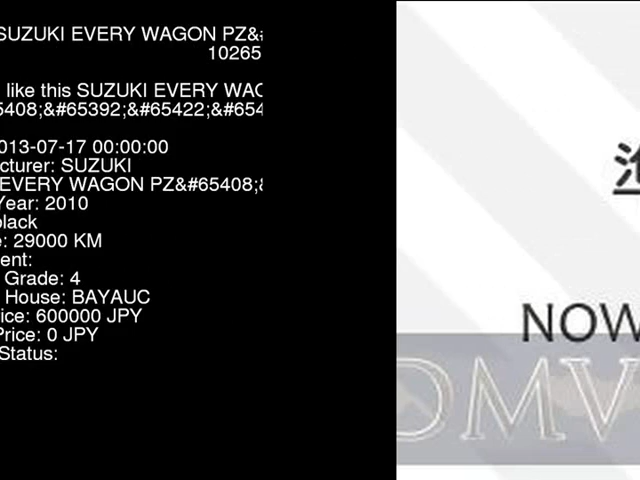 SUZUKI EVERY WAGON PZ&#
10265
like this SUZUKI EVERY WAG
5408;&#65392;&#65422;&#654
013-07-17 00:00:00
cturer: SUZUKI
EVERY WAGON PZ&#65408;&
Year: 2010
black
e: 29000 KM
ent:
Grade: 4
House: BAYAUC
ice: 600000 JPY
Price: 0 JPY
Status:
NOW
DMV